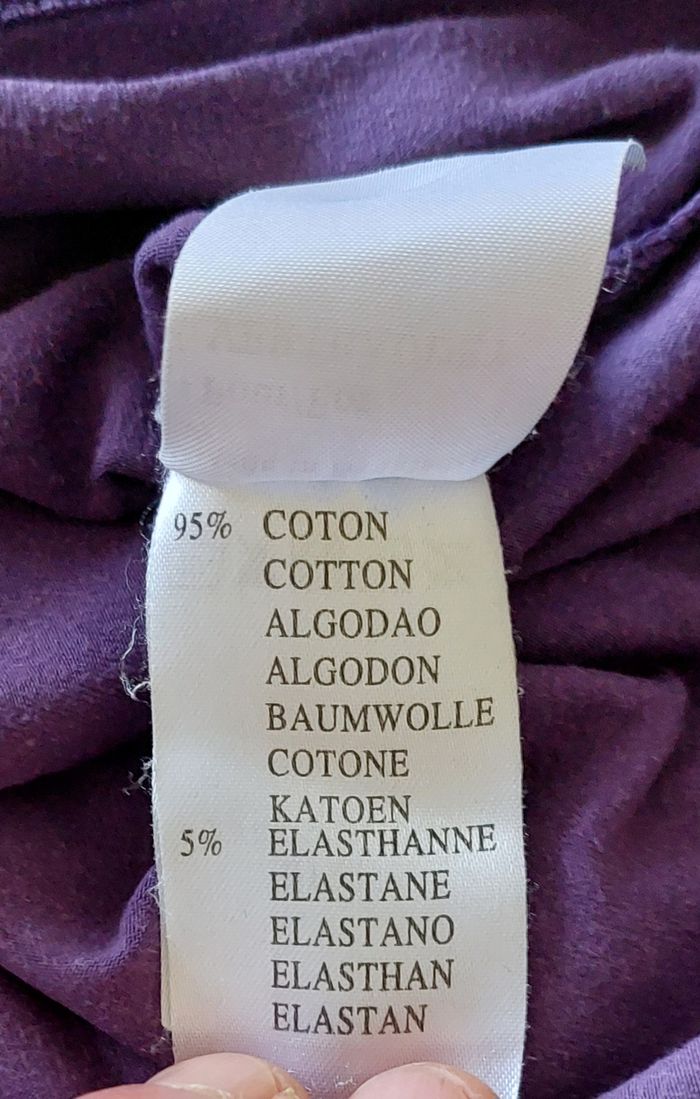 95% COTON
COTTON
ALGODAO
ALGODON
BAUMWOLLE
COTONE
KATOEN
5% ELASTHANNE
ELASTANE
ELASTANO
ELASTHAN
ELASTAN